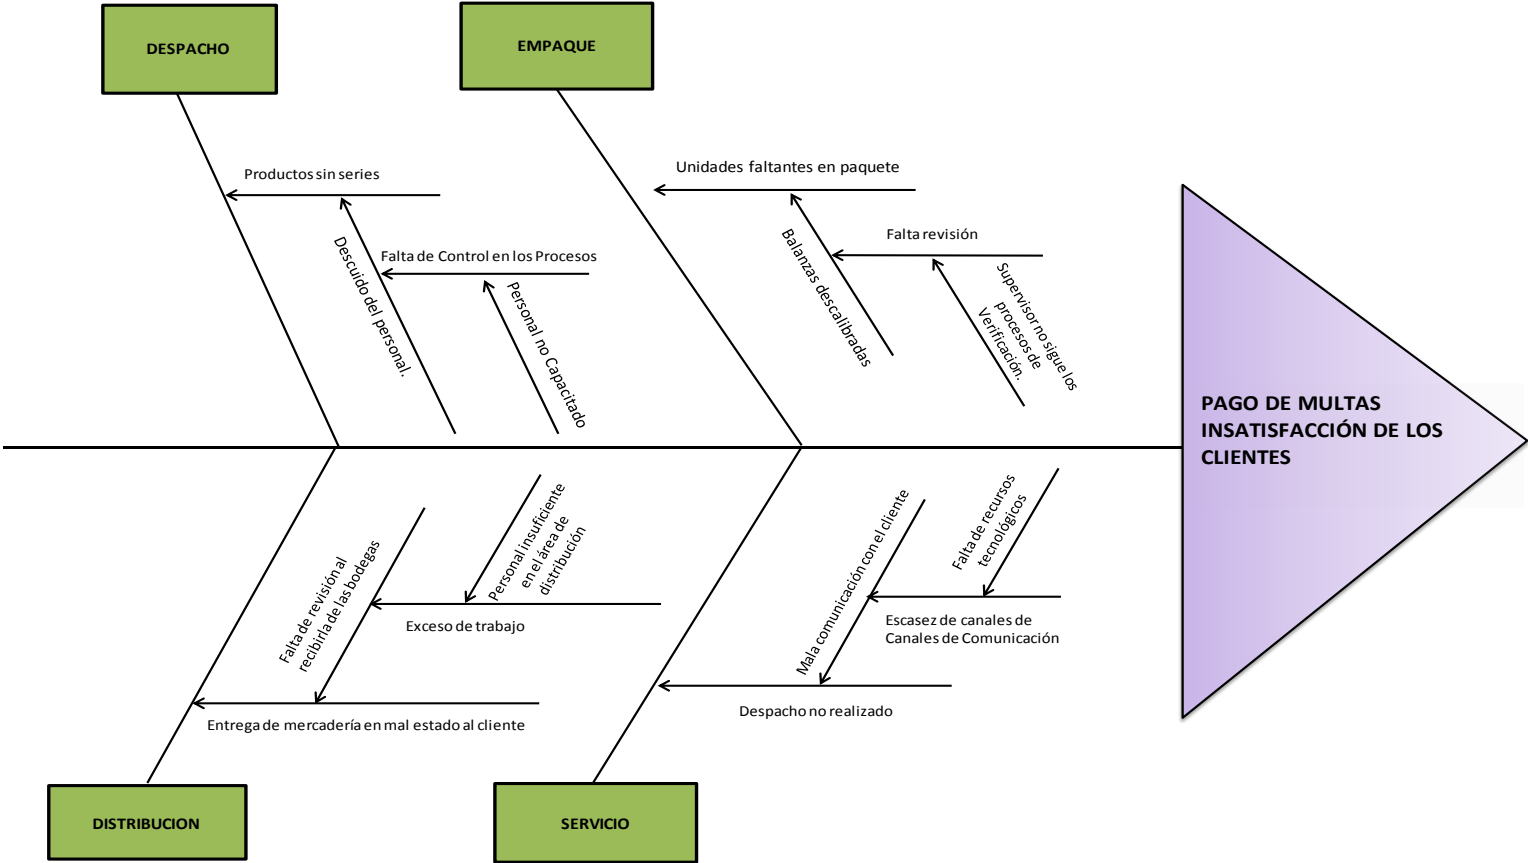 DESPACHO
EMPAQUE
Productos sin series
Unidades faltantes en paquete
Descuido del personal.
Falta de Control en los Procesos
Personal no Capacitado
Balanzas descalibradas
Falta revisión
Supervisor no sigue los
procesos de
Verificación.
PAGO DE MULTAS
INSATISFACCIÓN DE LOS
CLIENTES
Falta de revisión al
recibirla de las bodegas
Personal insuficiente
en el área de
distribución
Exceso de trabajo
Entrega de mercadería en mal estado al cliente
Mala comunicación con el cliente
Falta de recursos
tecnológicos
Escasez de canales de
Canales de Comunicación
Despacho no realizado
DISTRIBUCION
SERVICIO